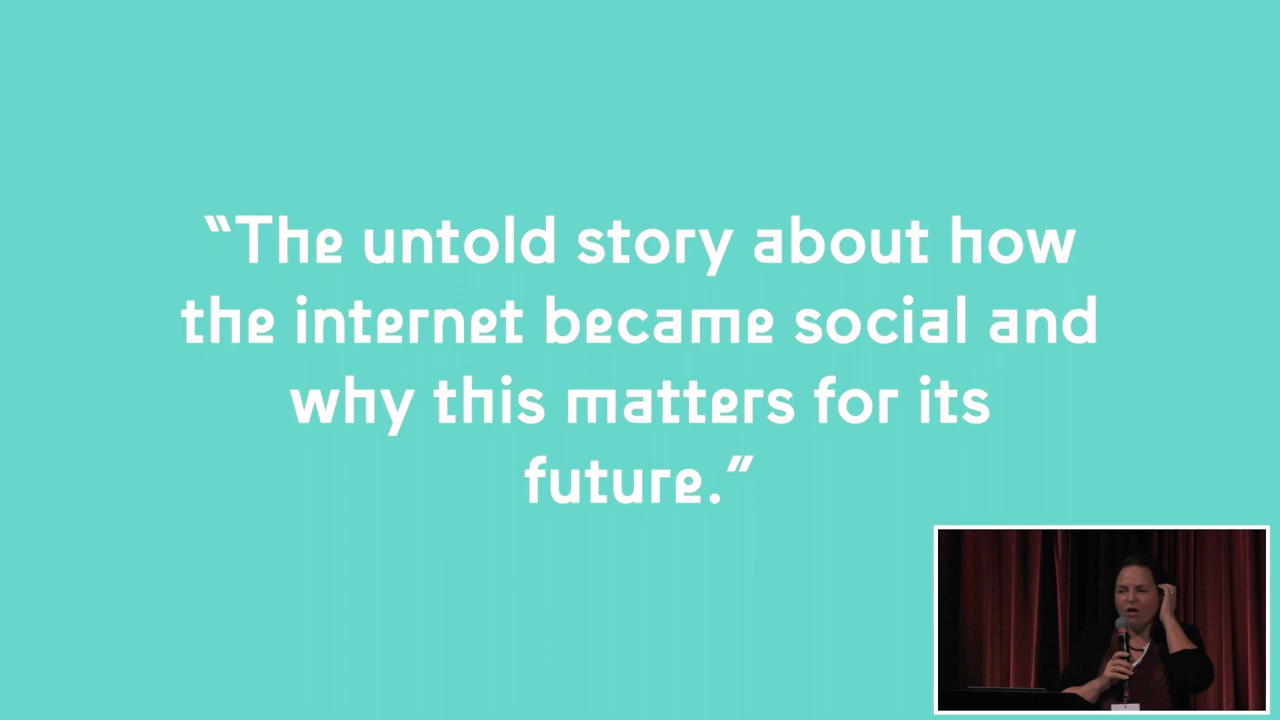 “The untold story about how
the internet became social and
why this matters for its
future.”